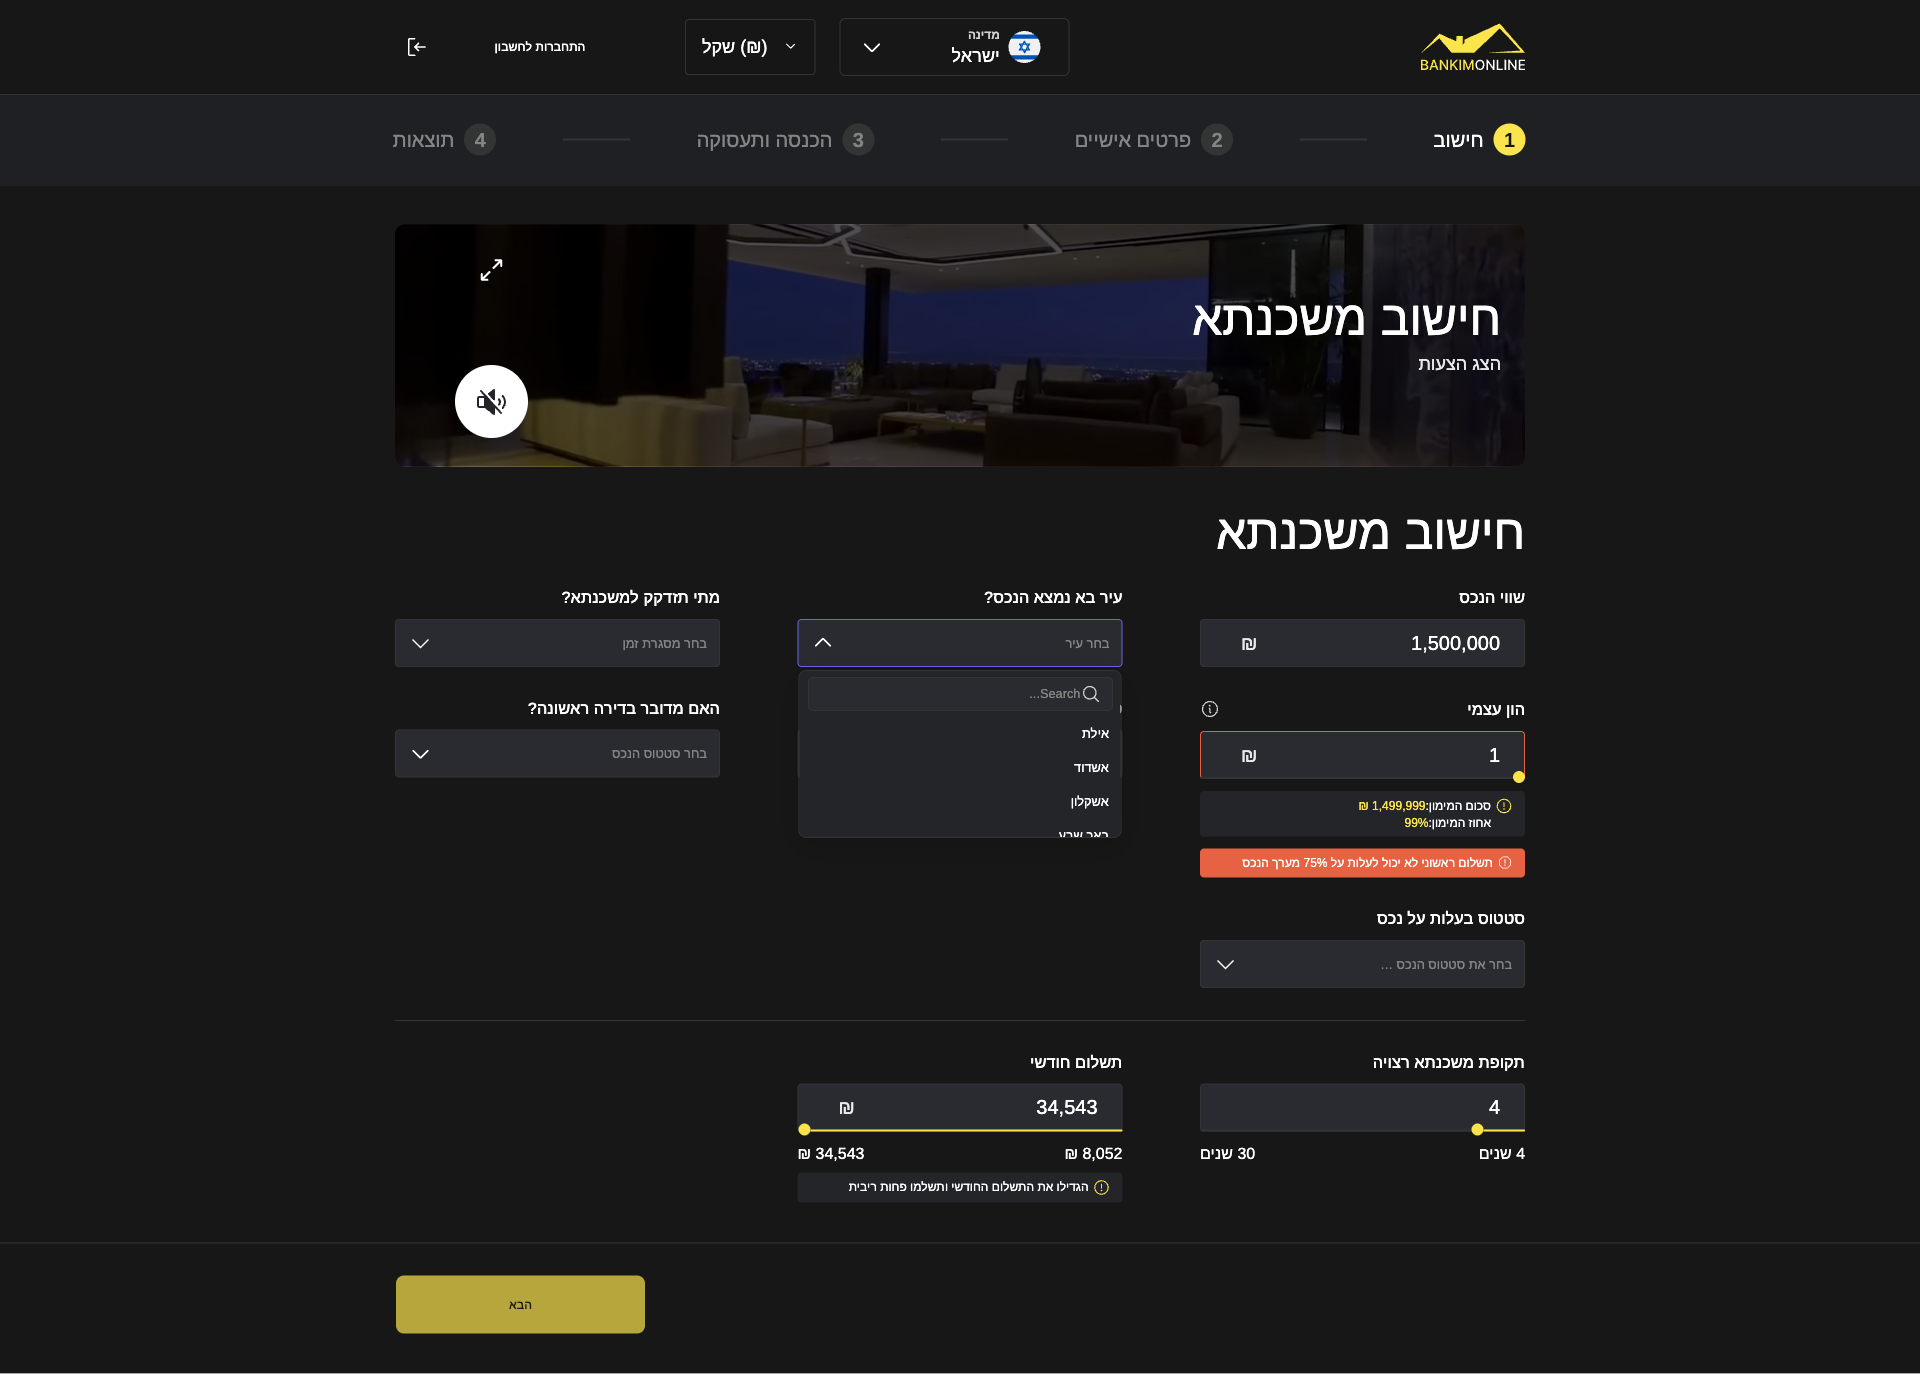 BANKIMONLINE
מדינה
ישראל
שקל (₪)
התחברות לחשבון
1 חישוב
2 פרטים אישיים
3 הכנסה ותעסוקה
4 תוצאות
חישוב משכנתא
הצג הצעות
חישוב משכנתא
שווי הנכס
1,500,000 ₪
עיר בא נמצא הנכס?
בחר עיר
Search...
אילת
אשדוד
אשקלון
באר שבע
מתי תזדקק למשכנתא?
בחר מסגרת זמן
הון עצמי
1 ₪
סכום המימון:1,499,999 ₪
אחוז המימון:99%
תשלום ראשוני לא יכול לעלות על 75% מערך הנכס
האם מדובר בדירה ראשונה?
בחר סטטוס הנכס
סטטוס בעלות על נכס
בחר את סטטוס הנכס ...
תקופת משכנתא רצויה
4
4 שנים
30 שנים
תשלום חודשי
34,543 ₪
8,052 ₪
34,543 ₪
הגדילו את התשלום החודשי ותשלמו פחות ריבית
הבא